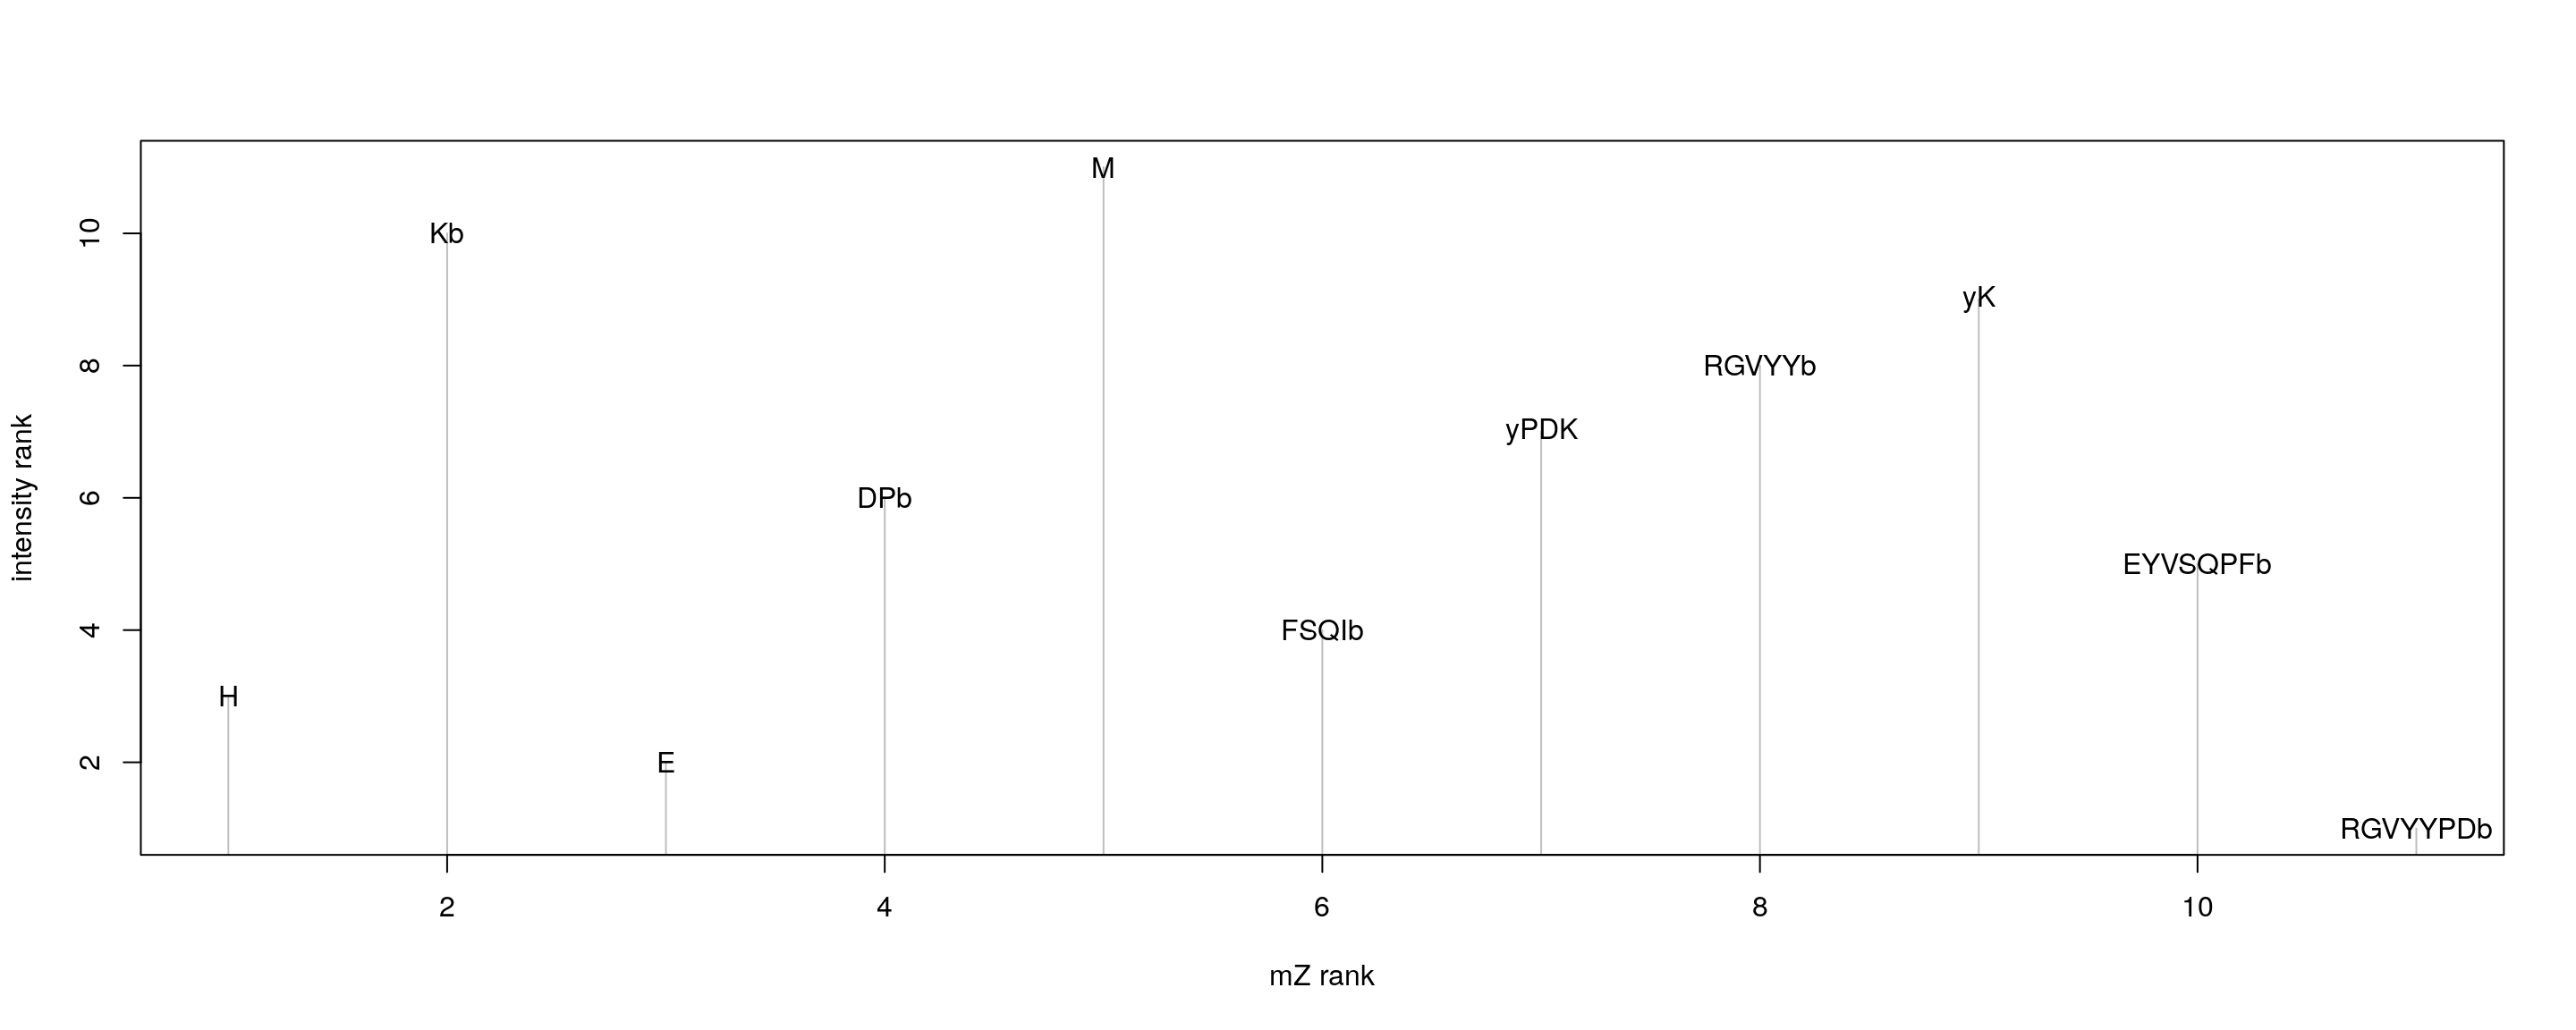 M
10
Kb
yK
8
RGVYYb
yPDK
6
DPb
EYVSQPFb
4
FSQIb
H
2
E
RGVYYPDb
intensity rank
2
4
6
8
10
mZ rank